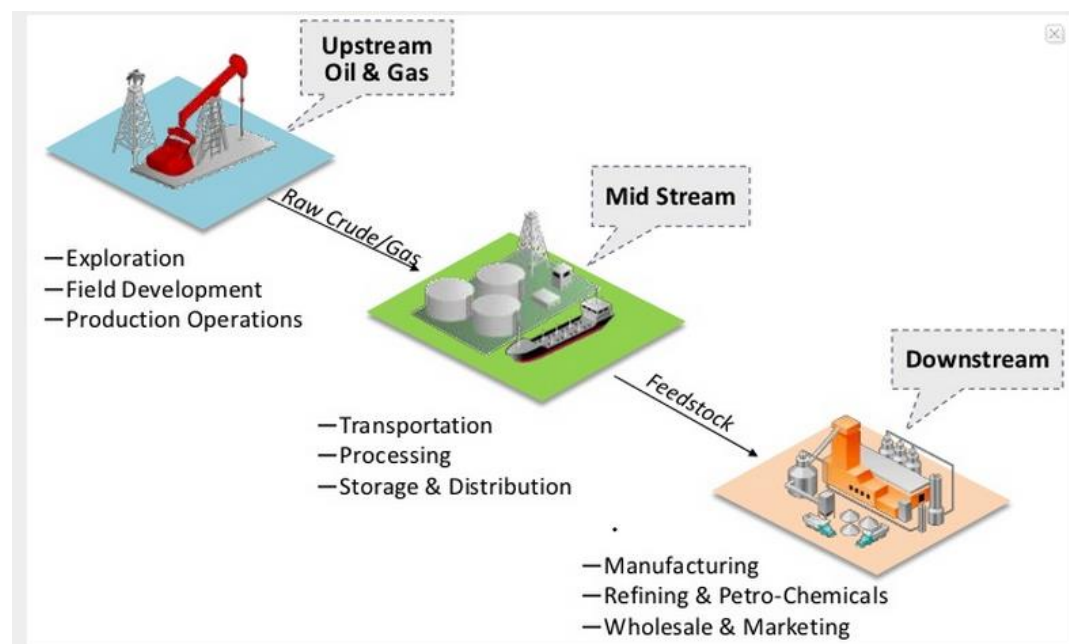 Upstream
Oil & Gas
Raw Crude/Gas
—Exploration
—Field Development
—Production Operations
Mid Stream
Feedstock
—Transportation
—Processing
—Storage & Distribution
Downstream
—Manufacturing
—Refining & Petro-Chemicals
—Wholesale & Marketing